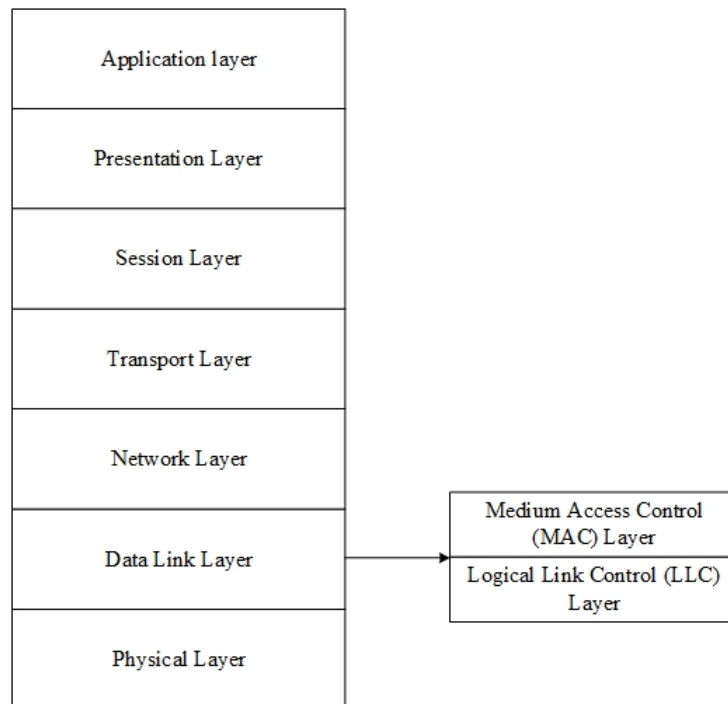 Application layer
Presentation Layer
Session Layer
Transport Layer
Network Layer
Data Link Layer
Physical Layer
Medium Access Control
(MAC) Layer
Logical Link Control (LLC)
Layer